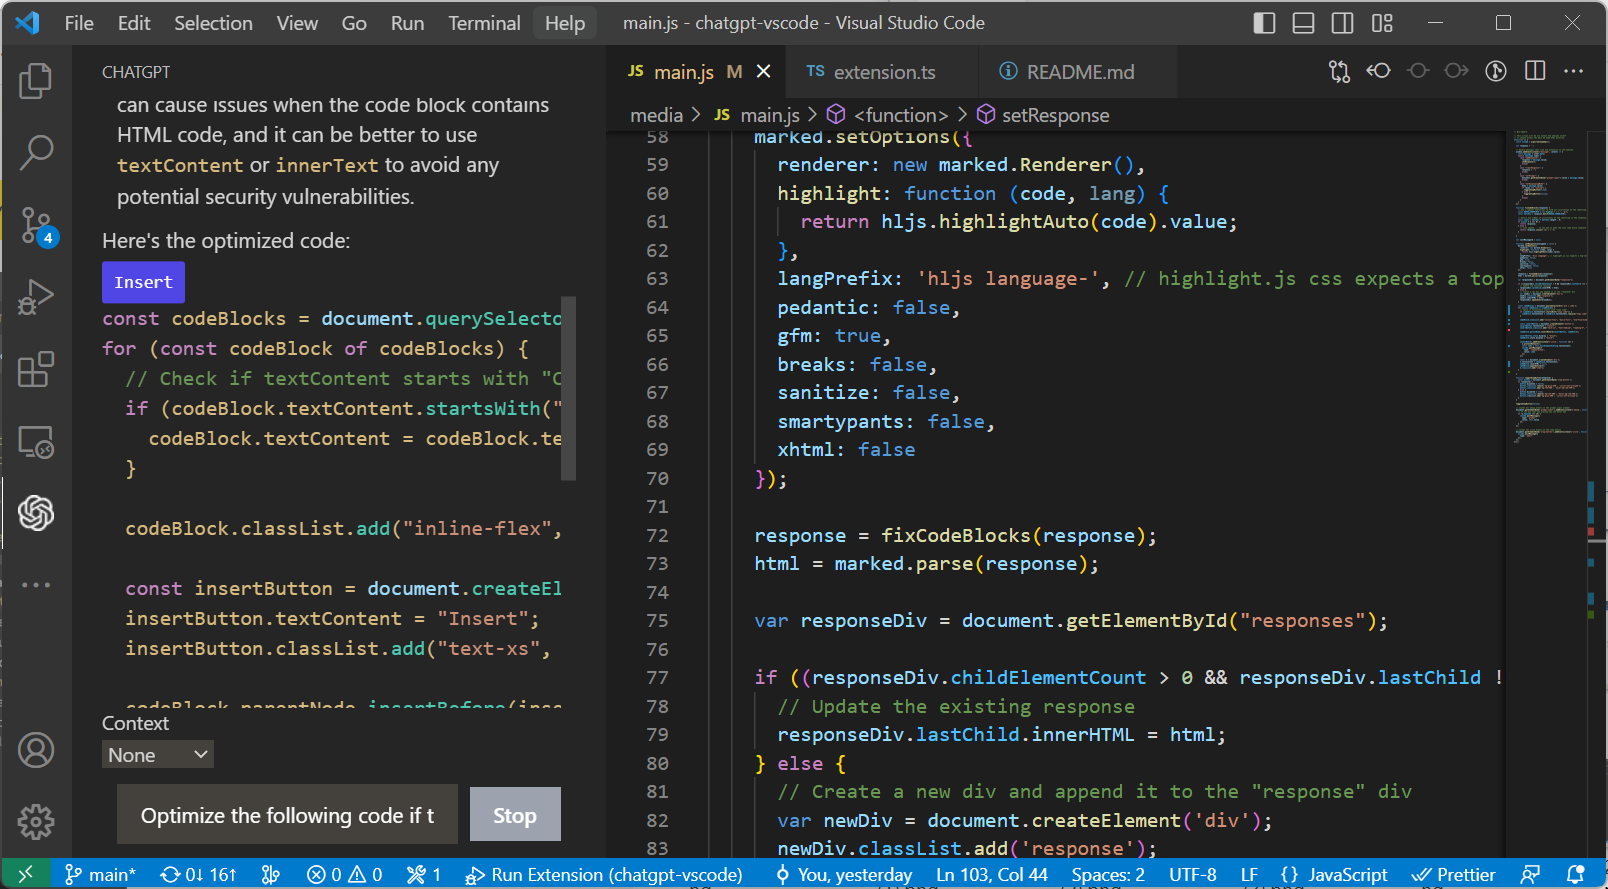 File Edit Selection View Go Run Terminal Help main.js - chatgpt-vscode - Visual Studio Code
CHATGPT
can cause issues when the code block contains
HTML code, and it can be better to use
textContent or innerText to avoid any
potential security vulnerabilities.
Here's the optimized code:
Insert
const codeBlocks = document.querySelecto
for (const codeBlock of codeBlocks) {
// Check if textContent starts with "C
if (codeBlock.textContent.startsWith("
codeBlock.textContent = codeBlock.te
}
codeBlock.classList.add("inline-flex",
const insertButton = document.createEl
insertButton.textContent = "Insert";
insertButton.classList.add("text-xs",
codeBlock.parentNode.insertBefore(inse
Context
None
Optimize the following code if t
Stop
4
JS main.js M
TS extension.ts
README.md
media > JS main.js > <function> > setResponse
58 marked.setOptions({
59 renderer: new marked.Renderer(),
60 highlight: function (code, lang) {
61 return hljs.highlightAuto(code).value;
62 },
63 langPrefix: 'hljs language-', // highlight.js css expects a top
64 pedantic: false,
65 gfm: true,
66 breaks: false,
67 sanitize: false,
68 smartypants: false,
69 xhtml: false
70 });
71
72 response = fixCodeBlocks(response);
73 html = marked.parse(response);
74
75 var responseDiv = document.getElementById("responses");
76
77 if ((responseDiv.childElementCount > 0 && responseDiv.lastChild !
78 // Update the existing response
79 responseDiv.lastChild.innerHTML = html;
80 } else {
81 // Create a new div and append it to the "response" div
82 var newDiv = document.createElement('div');
83 newDiv.classList.add('response');
main* 0↓ 16↑ 0 0 1 Run Extension (chatgpt-vscode) You, yesterday Ln 103, Col 44 Spaces: 2 UTF-8 LF {} JavaScript Prettier